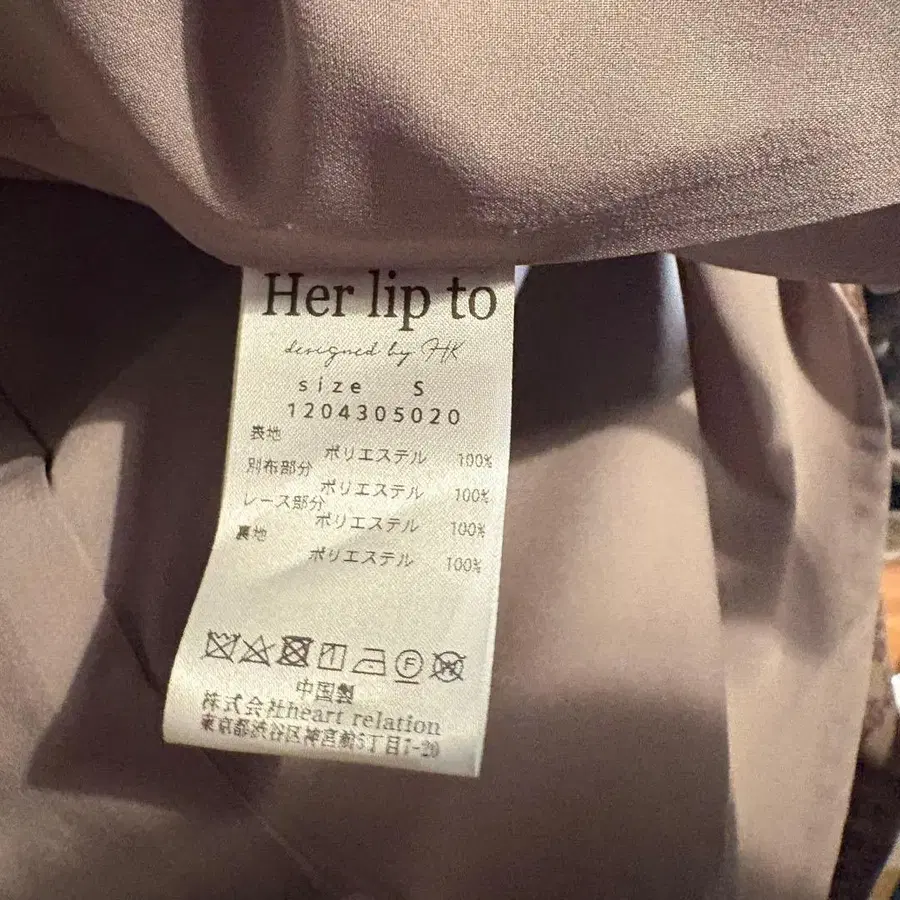 Her lip to
designed by HK
size S
1204305020
表地
ポリエステル 100%
別布部分
ポリエステル 100%
レース部分
ポリエステル 100%
裏地
ポリエステル 100%
F
W
中国製
株式会社heart relation
東京都渋谷区神宮前5丁目7-20